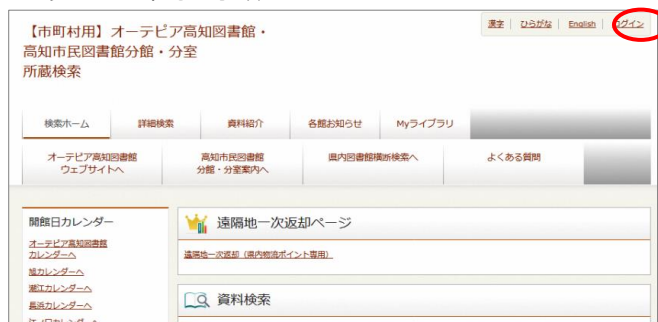 【市町村用】オーテピア高知図書館・
高知市民図書館分館・分室
所蔵検索
漢字 | ひらがな | English | ログイン
検索ホーム 詳細検索 資料紹介 各館お知らせ Myライブラリ
オーテピア高知図書館
ウェブサイトへ
高知市民図書館
分館・分室案内へ
県内図書館横断検索へ
よくある質問
開館日カレンダー
オーテピア高知図書館
カレンダーへ
旭カレンダーへ
潮江カレンダーへ
長浜カレンダーへ
江ノ口カレンダーへ
遠隔地一次返却ページ
遠隔地一次返却（県内物流ポイント専用）
資料検索